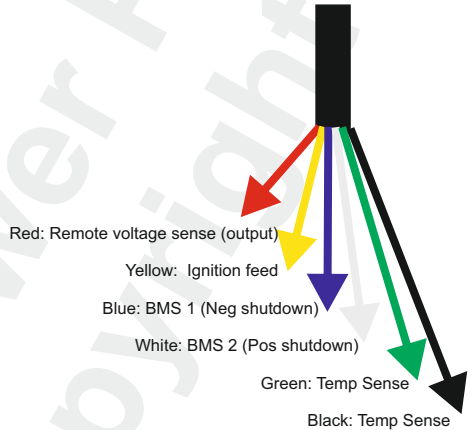 Red: Remote voltage sense (output)
Yellow: Ignition feed
Blue: BMS 1 (Neg shutdown)
White: BMS 2 (Pos shutdown)
Green: Temp Sense
Black: Temp Sense